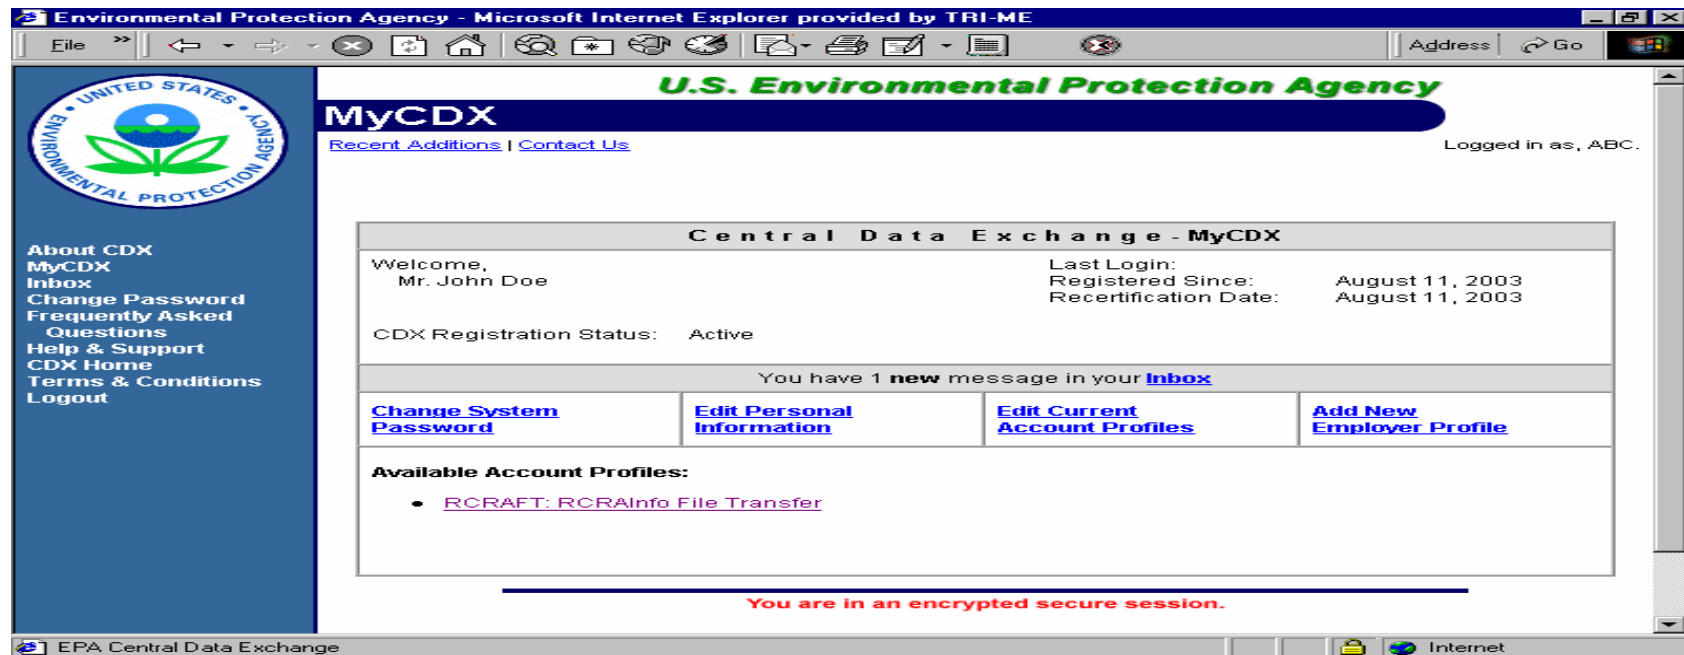 Environmental Protection Agency - Microsoft Internet Explorer provided by TRI-ME
File » Address Go
UNITED STATES • ENVIRONMENTAL PROTECTION AGENCY •
U.S. Environmental Protection Agency
MyCDX
Recent Additions | Contact Us
Logged in as, ABC.
About CDX
MyCDX
Inbox
Change Password
Frequently Asked
Questions
Help & Support
CDX Home
Terms & Conditions
Logout
Central Data Exchange - MyCDX
Welcome,
Mr. John Doe
Last Login:
Registered Since: August 11, 2003
Recertification Date: August 11, 2003
CDX Registration Status: Active
You have 1 new message in your Inbox
Change System
Password
Edit Personal
Information
Edit Current
Account Profiles
Add New
Employer Profile
Available Account Profiles:
• RCRAFT: RCRAInfo File Transfer
You are in an encrypted secure session.
EPA Central Data Exchange
Internet